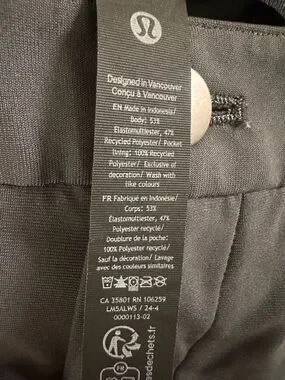 Designed in Vancouver
Conçu à Vancouver
EN Made in Indonesia/
Body: 53%
Elastomultiester, 47%
Recycled Polyester/ Pocket
lining: 100% Recycled
Polyester/ Exclusive of
decoration/ Wash with
like colours
FR Fabriqué en Indonésie/
Corps: 53%
Élastomultiester, 47%
Polyester recyclé/
Doublure de la poche:
100% Polyester recyclé/
Sauf la décoration/ Lavage
avec des couleurs similaires
CA 35801 RN 106259
LM5ALWS / 24-4
0000113-02
FR
esdechets.fr